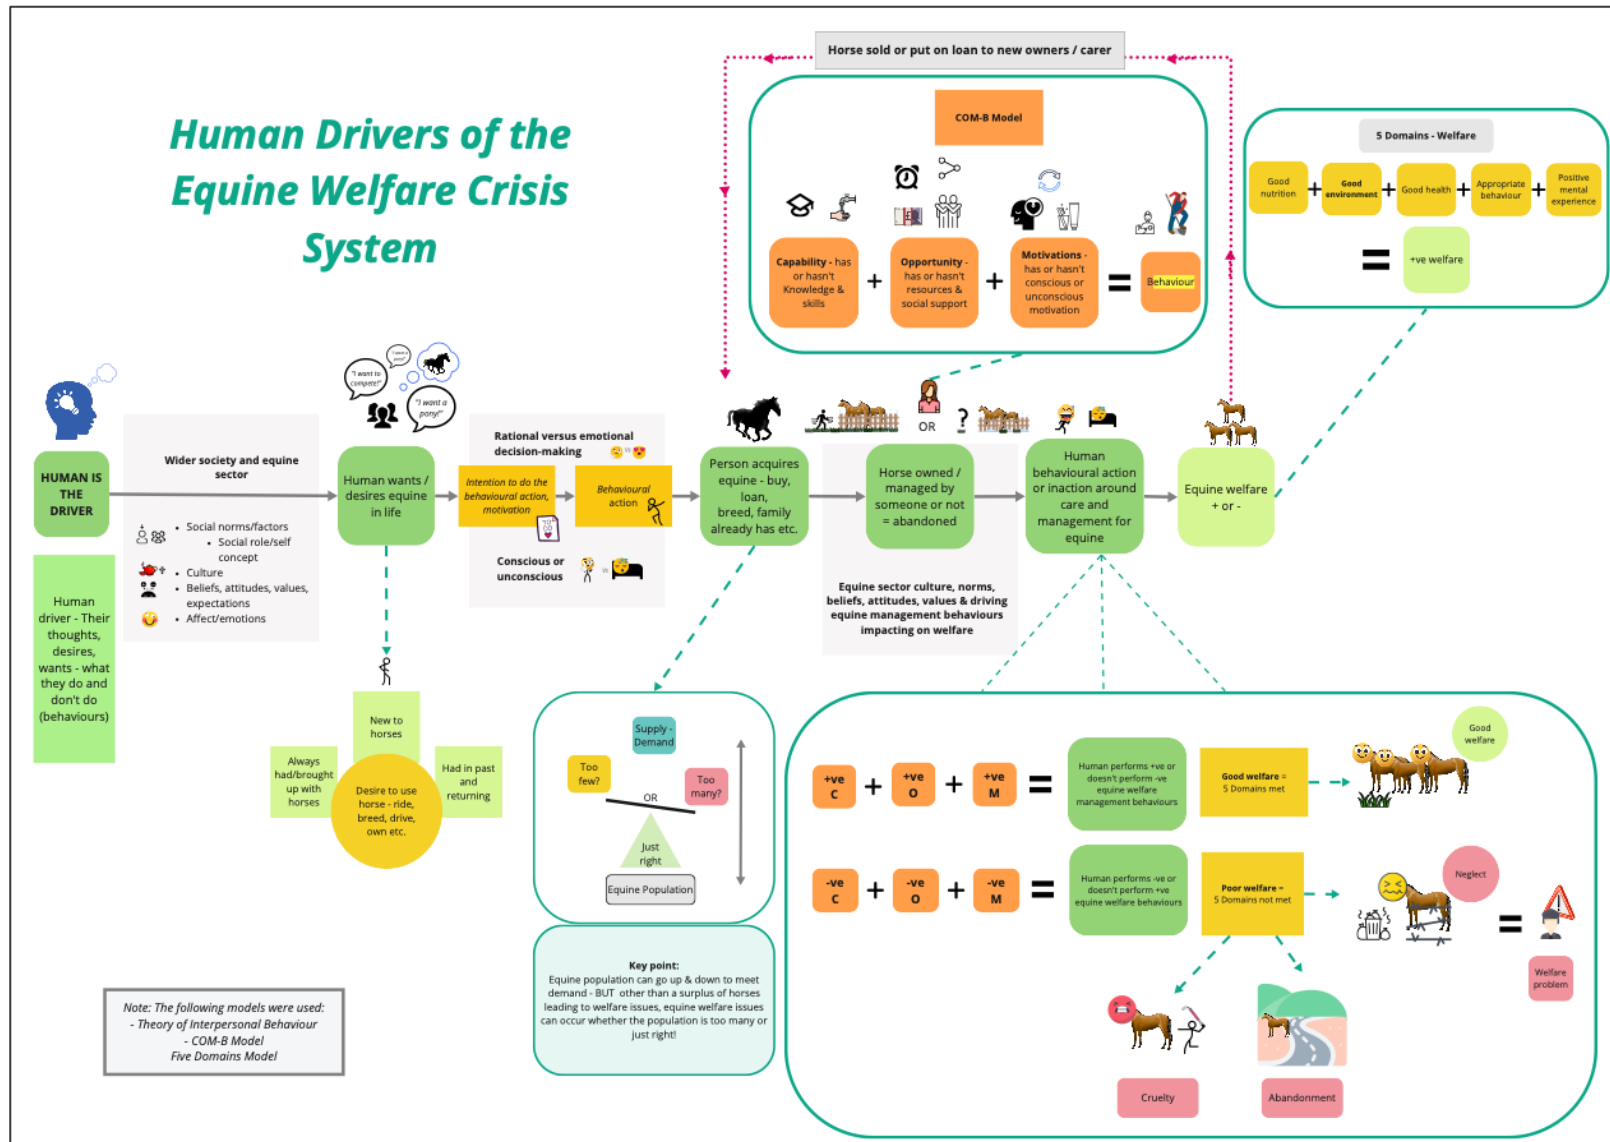 Horse sold or put on loan to new owners / carer
Human Drivers of the
Equine Welfare Crisis
System
COM-B Model
Capability - has
or hasn't
Knowledge &
skills
+
Opportunity -
has or hasn't
resources &
social support
+
Motivations -
has or hasn't
conscious or
unconscious
motivation
=
Behaviour
5 Domains - Welfare
Good
nutrition
+
Good
environment
+
Good health
+
Appropriate
behaviour
+
Positive
mental
experience
=
+ve welfare
HUMAN IS
THE
DRIVER
Human
driver - Their
thoughts,
desires,
wants - what
they do and
don't do
(behaviours)
Wider society and equine
sector
• Social norms/factors
• Social role/self
concept
• Culture
• Beliefs, attitudes, values,
expectations
• Affect/emotions
"I want to
compete!"
"I want a
pony!"
"I want a
pony!"
Human wants /
desires equine
in life
Rational versus emotional
decision-making
Intention to do the
behavioural action,
motivation
TO
DO
Behavioural
action
Conscious or
unconscious
Person acquires
equine - buy,
loan,
breed, family
already has etc.
OR
?
Horse owned /
managed by
someone or not
= abandoned
Equine sector culture, norms,
beliefs, attitudes, values & driving
equine management behaviours
impacting on welfare
Human
behavioural action
or inaction around
care and
management for
equine
Equine welfare
+ or -
New to
horses
Always
had/brought
up with
horses
Had in past
and
returning
Desire to use
horse - ride,
breed, drive,
own etc.
Supply -
Demand
Too
few?
OR
Too
many?
Just
right
Equine Population
Key point:
Equine population can go up & down to meet
demand - BUT other than a surplus of horses
leading to welfare issues, equine welfare issues
can occur whether the population is too many or
just right!
+ve
C
+
+ve
O
+
+ve
M
=
Human performs +ve or
doesn't perform -ve
equine welfare
management behaviours
Good welfare =
5 Domains met
Good
welfare
-ve
C
+
-ve
O
+
-ve
M
=
Human performs -ve or
doesn't perform +ve
equine welfare behaviours
Poor welfare =
5 Domains not met
Neglect
=
Welfare
problem
Cruelty
Abandonment
Note: The following models were used:
- Theory of Interpersonal Behaviour
- COM-B Model
Five Domains Model